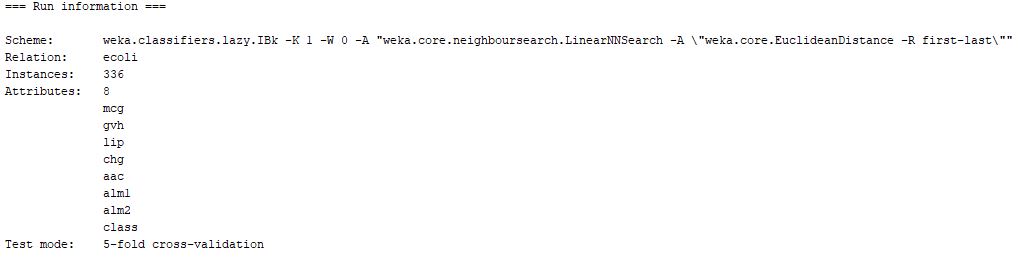 === Run information ===
Scheme: weka.classifiers.lazy.IBk -K 1 -W 0 -A "weka.core.neighboursearch.LinearNNSearch -A \"weka.core.EuclideanDistance -R first-last\""
Relation: ecoli
Instances: 336
Attributes: 8
mcg
gvh
lip
chg
aac
alm1
alm2
class
Test mode: 5-fold cross-validation